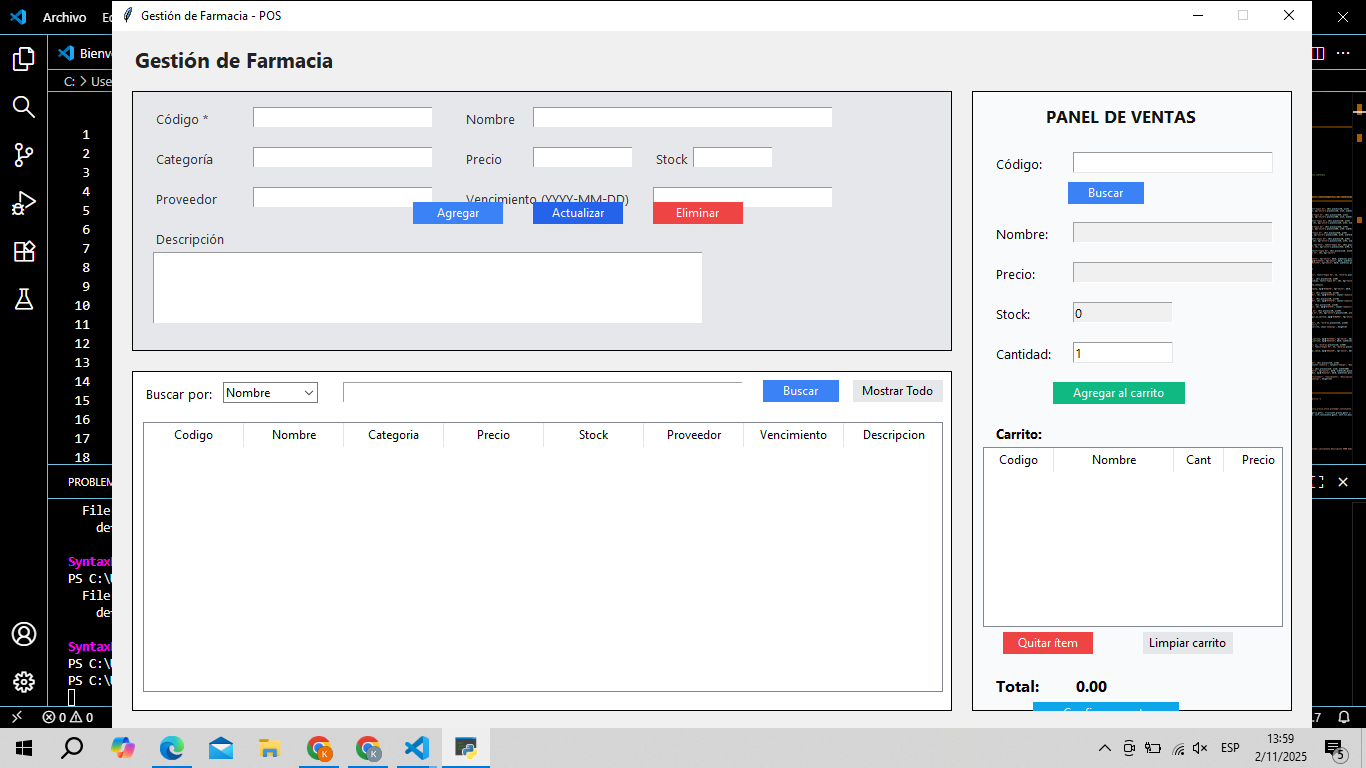 Archivo
Gestión de Farmacia - POS
C: > Use
Gestión de Farmacia
Código *
Nombre
Categoría
Precio
Stock
Proveedor
Vencimiento (YYYY-MM-DD)
Agregar
Actualizar
Eliminar
Descripción
Buscar por:
Nombre
Buscar
Mostrar Todo
Codigo Nombre Categoria Precio Stock Proveedor Vencimiento Descripcion
PANEL DE VENTAS
Código:
Buscar
Nombre:
Precio:
Stock:
0
Cantidad:
1
Agregar al carrito
Carrito:
Codigo Nombre Cant Precio
Quitar ítem
Limpiar carrito
Total: 0.00
1
2
3
4
5
6
7
8
9
10
11
12
13
14
15
16
17
18
File
Syntax
PS C:\
File
Syntax
PS C:\
PS C:\
0 0
ESP
13:59
2/11/2025
5